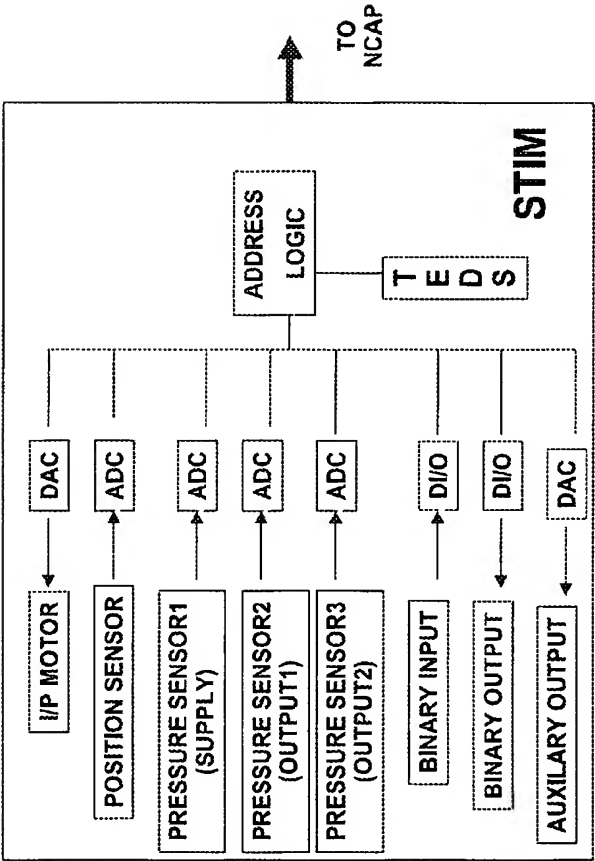 I/P MOTOR
DAC
POSITION SENSOR
ADC
PRESSURE SENSOR1
(SUPPLY)
ADC
PRESSURE SENSOR2
(OUTPUT1)
ADC
PRESSURE SENSOR3
(OUTPUT2)
ADC
BINARY INPUT
DI/O
BINARY OUTPUT
DI/O
AUXILARY OUTPUT
DAC
ADDRESS
LOGIC
T
E
D
S
STIM
TO
NCAP